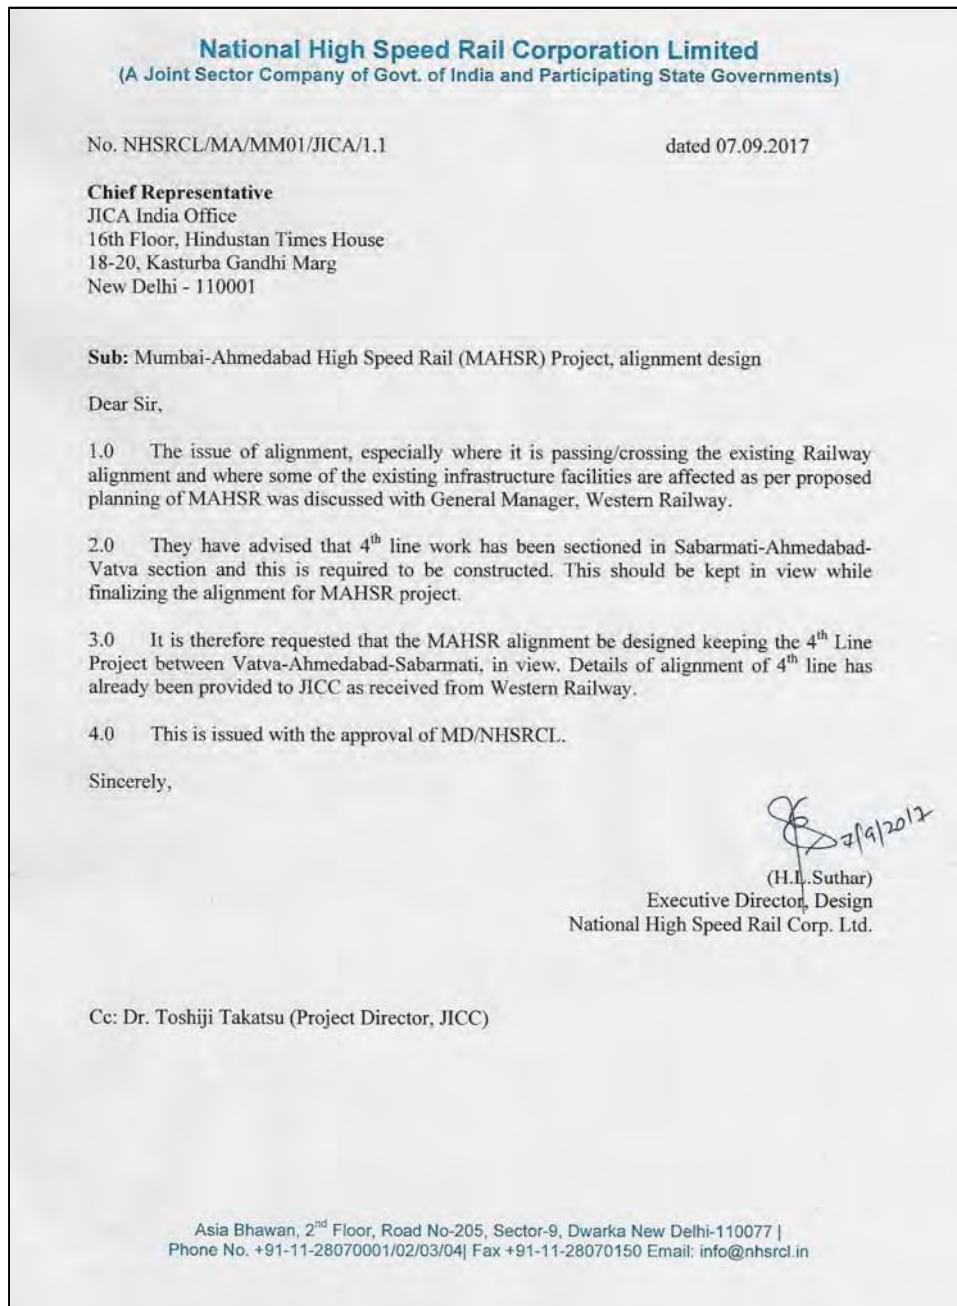 National High Speed Rail Corporation Limited
(A Joint Sector Company of Govt. of India and Participating State Governments)
No. NHSRCL/MA/MM01/JICA/1.1 dated 07.09.2017
Chief Representative
JICA India Office
16th Floor, Hindustan Times House
18-20, Kasturba Gandhi Marg
New Delhi - 110001
Sub: Mumbai-Ahmedabad High Speed Rail (MAHSR) Project, alignment design
Dear Sir,
1.0 The issue of alignment, especially where it is passing/crossing the existing Railway
alignment and where some of the existing infrastructure facilities are affected as per proposed
planning of MAHSR was discussed with General Manager, Western Railway.
2.0 They have advised that 4th line work has been sectioned in Sabarmati-Ahmedabad-
Vatva section and this is required to be constructed. This should be kept in view while
finalizing the alignment for MAHSR project.
3.0 It is therefore requested that the MAHSR alignment be designed keeping the 4th Line
Project between Vatva-Ahmedabad-Sabarmati, in view. Details of alignment of 4th line has
already been provided to JICC as received from Western Railway.
4.0 This is issued with the approval of MD/NHSRCL.
Sincerely,
7/9/2017
(H.L.Suthar)
Executive Director, Design
National High Speed Rail Corp. Ltd.
Cc: Dr. Toshiji Takatsu (Project Director, JICC)
Asia Bhawan, 2nd Floor, Road No-205, Sector-9, Dwarka New Delhi-110077 |
Phone No. +91-11-28070001/02/03/04| Fax +91-11-28070150 Email: info@nhsrcl.in